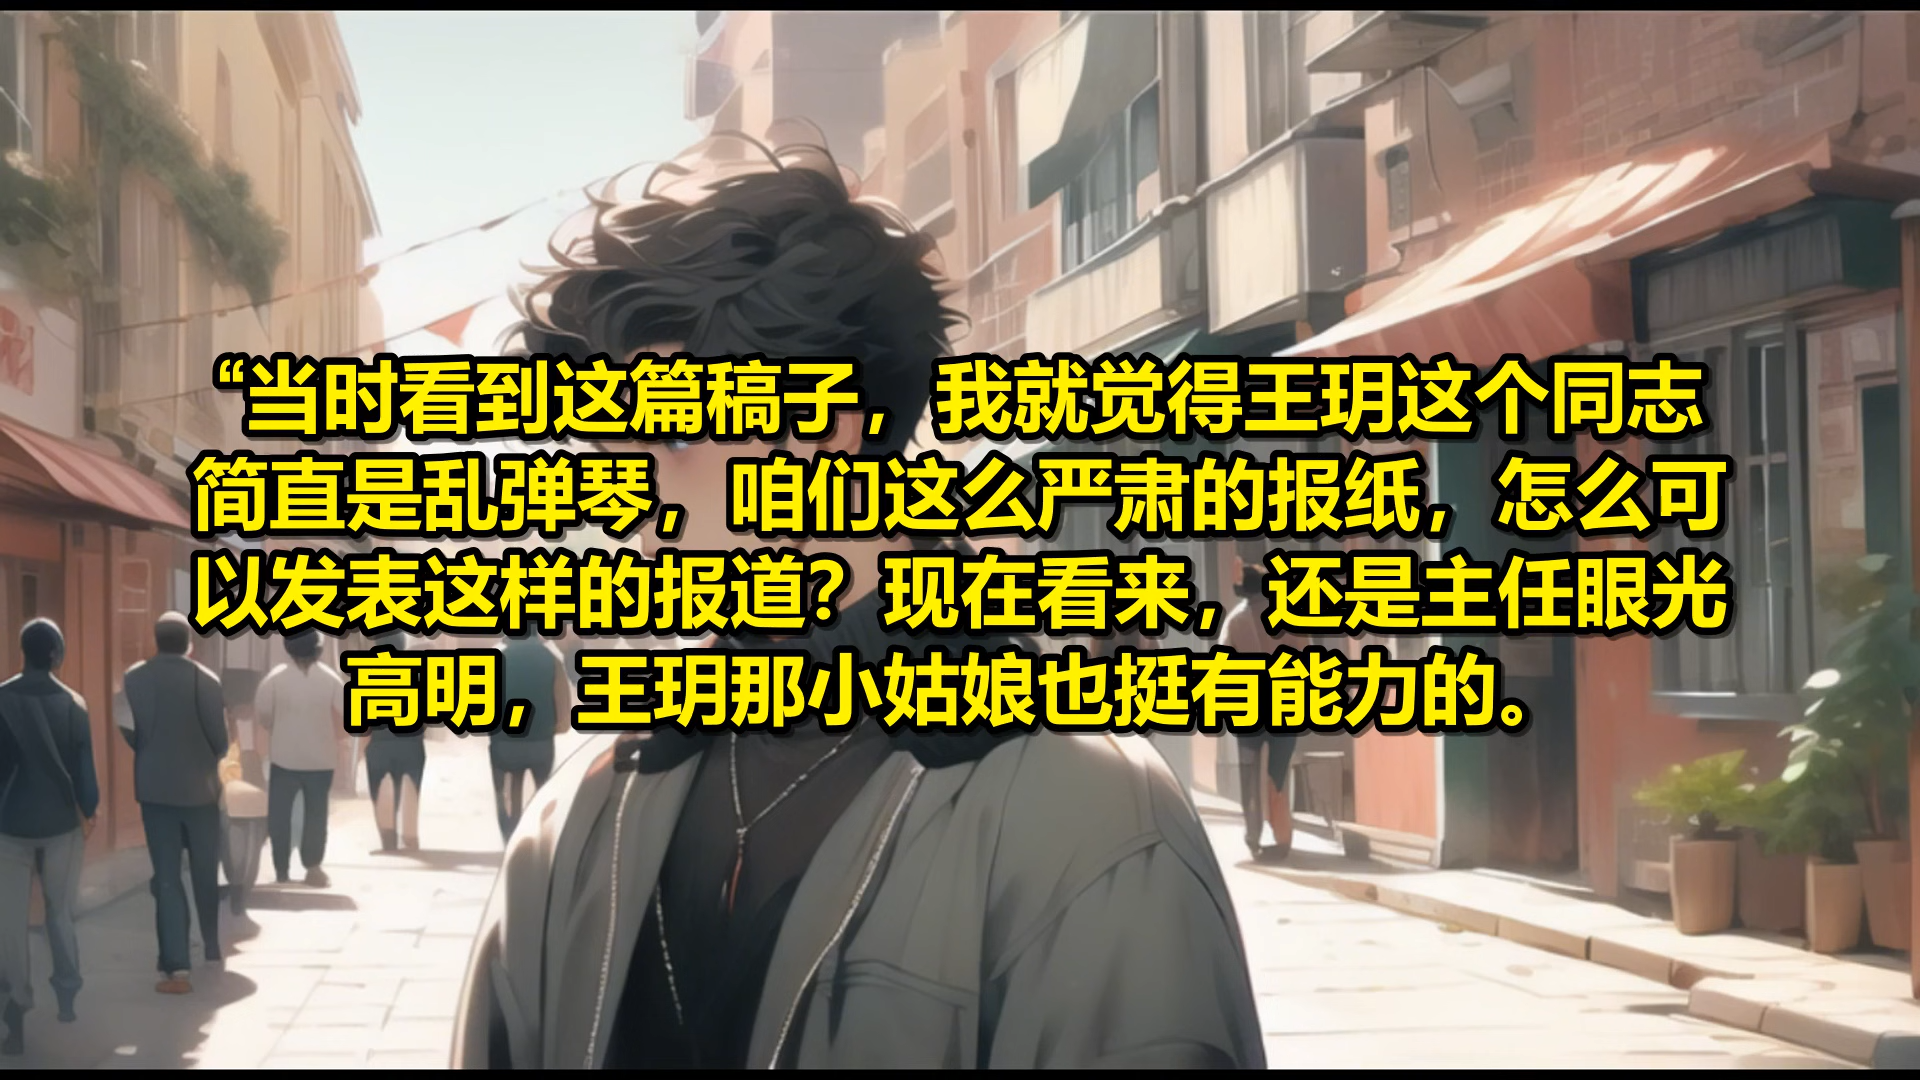 “当时看到这篇稿子，我就觉得王玥这个同志
简直是乱弹琴，咱们这么严肃的报纸，怎么可
以发表这样的报道？现在看来，还是主任眼光
高明，王玥那小姑娘也挺有能力的。